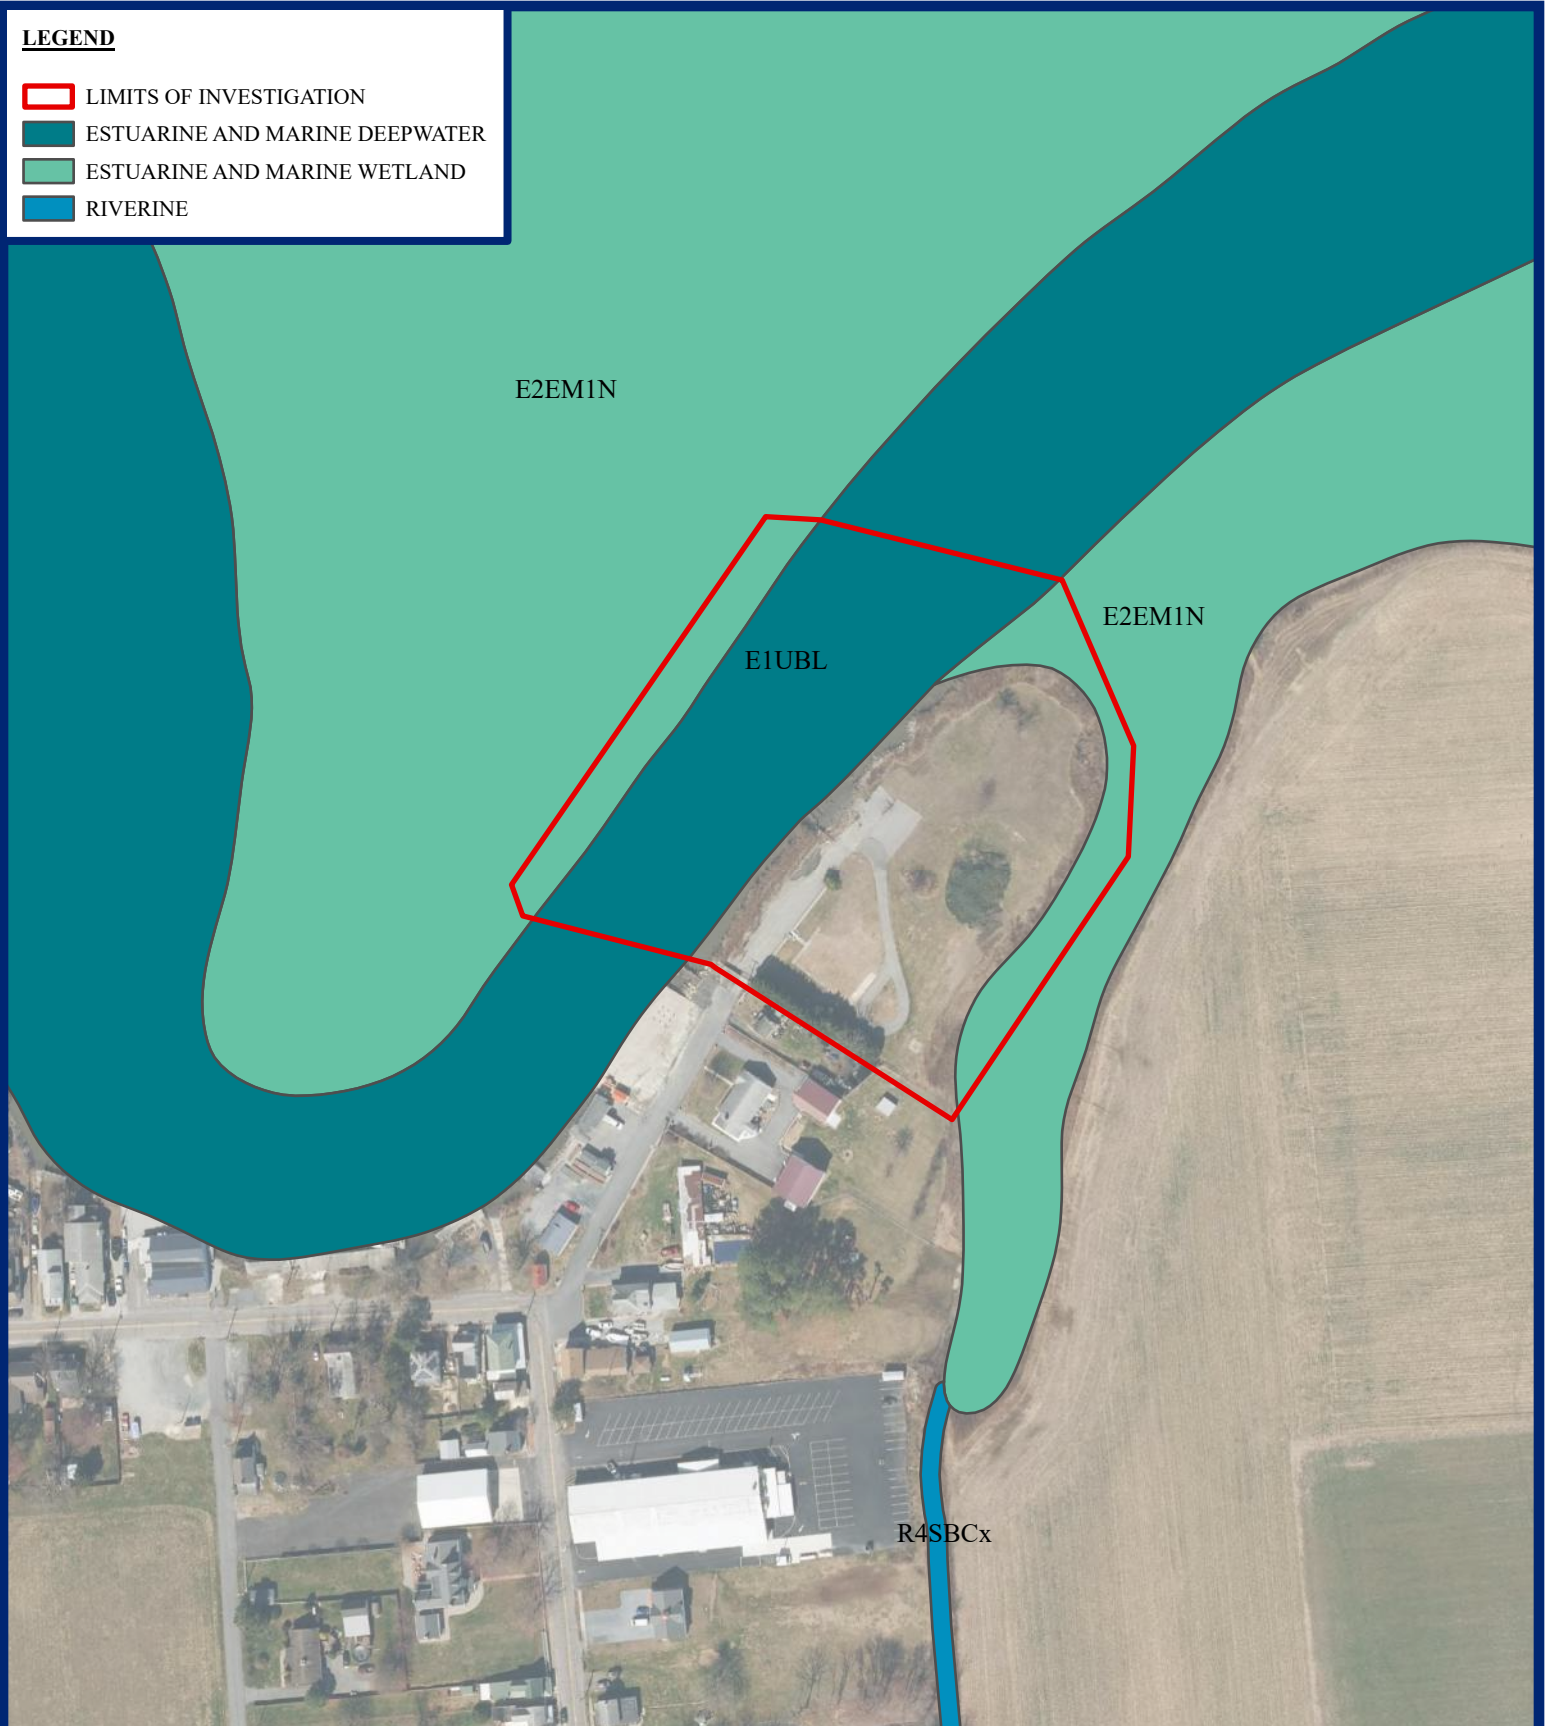 LEGEND
LIMITS OF INVESTIGATION
ESTUARINE AND MARINE DEEPWATER
ESTUARINE AND MARINE WETLAND
RIVERINE
E2EM1N
E2EM1N
E1UBL
R4SBCx